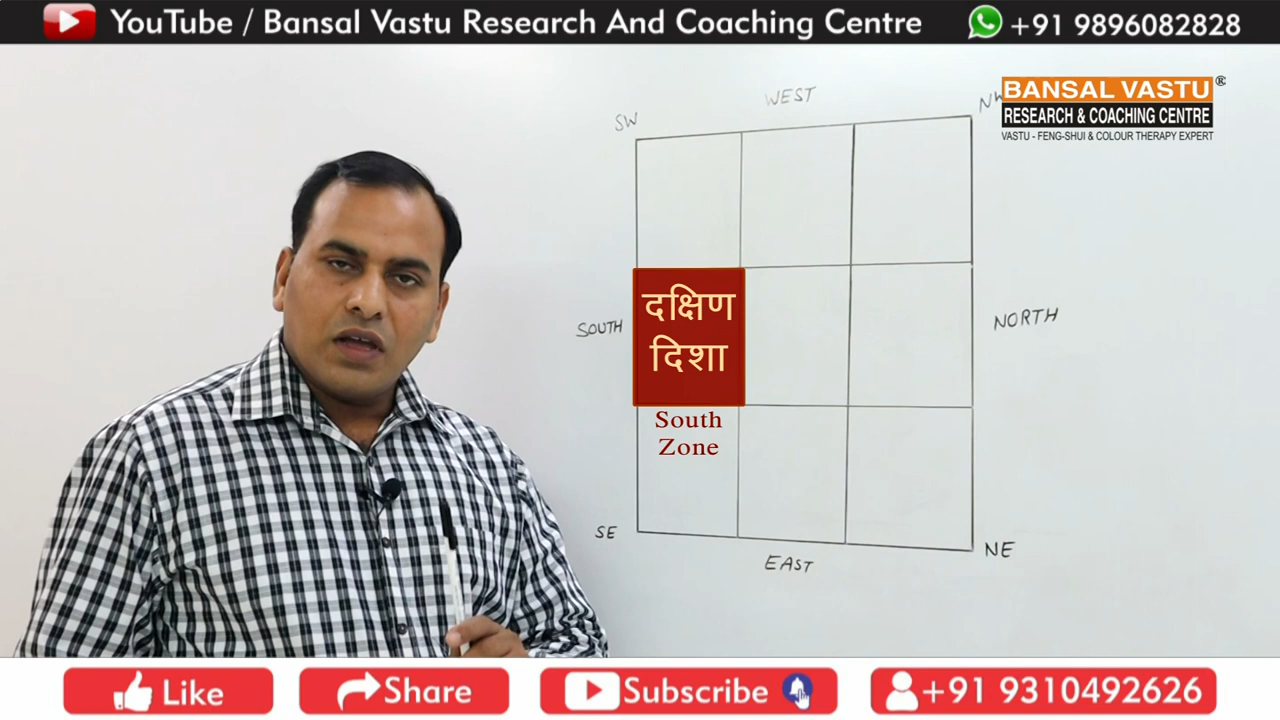 YouTube / Bansal Vastu Research And Coaching Centre
+91 9896082828
BANSAL VASTU ®
RESEARCH & COACHING CENTRE
VASTU - FENG-SHUI & COLOUR THERAPY EXPERT
WEST
SW
NW
दक्षिण
दिशा
SOUTH
NORTH
South
Zone
SE
EAST
NE
Like
Share
Subscribe
+91 9310492626